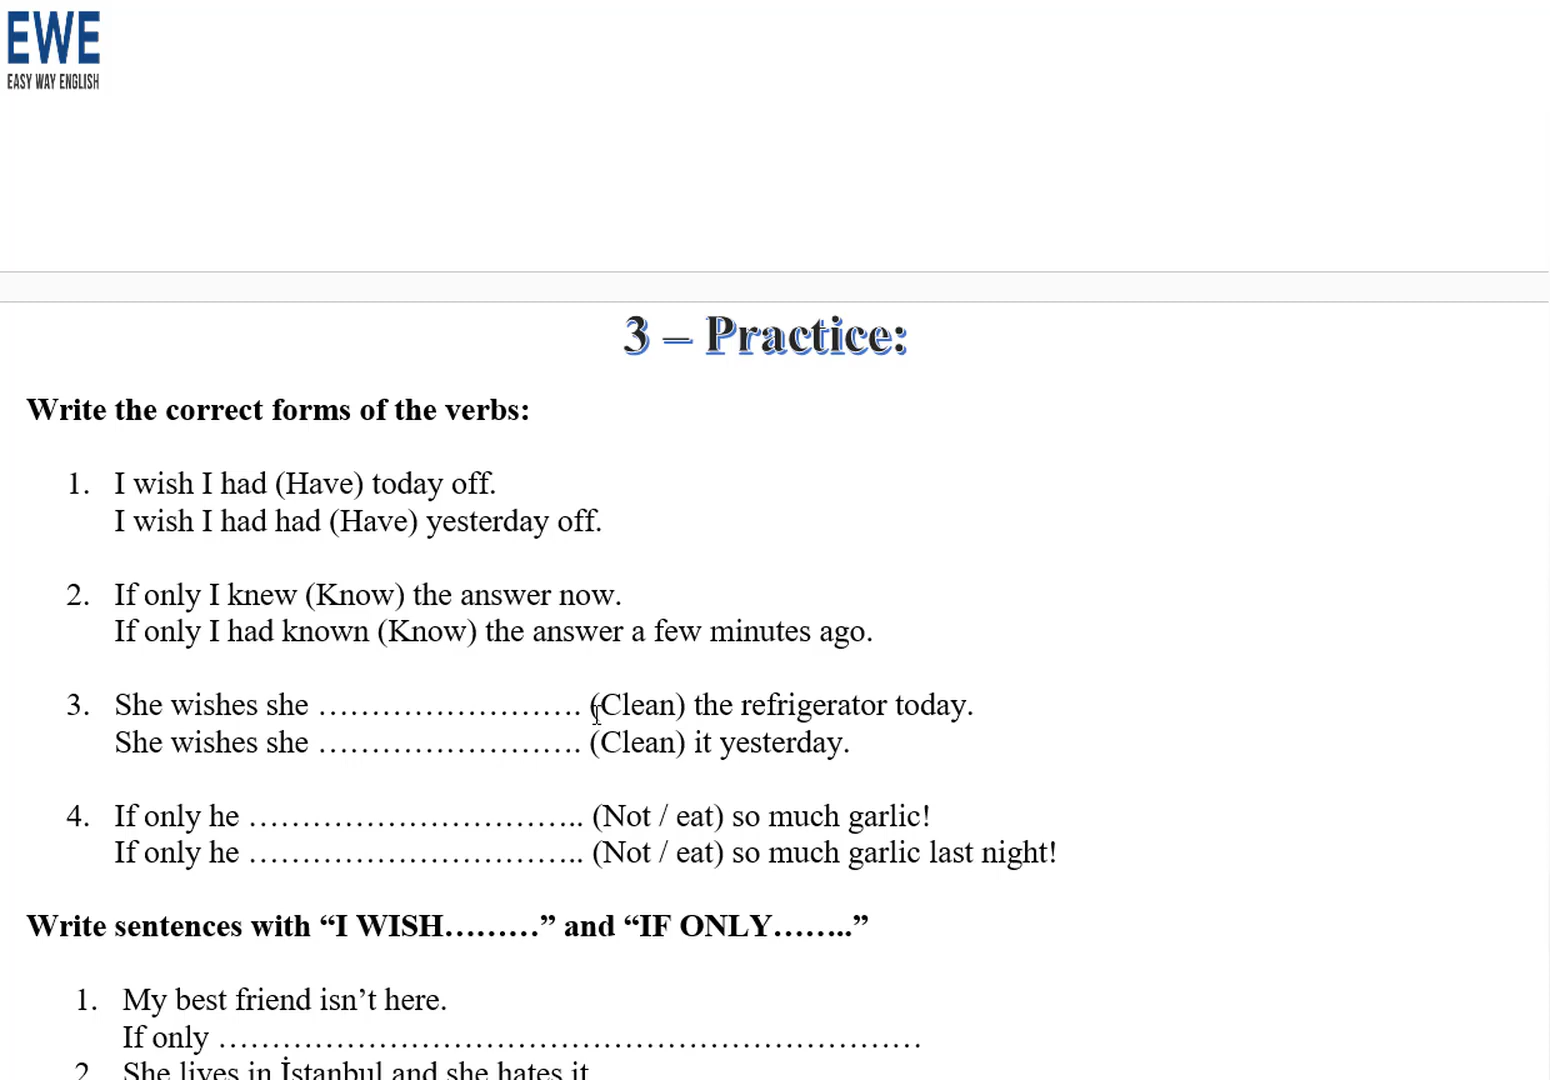 EWE
EASY WAY ENGLISH
3 – Practice:
Write the correct forms of the verbs:
1. I wish I had (Have) today off.
I wish I had had (Have) yesterday off.
2. If only I knew (Know) the answer now.
If only I had known (Know) the answer a few minutes ago.
3. She wishes she ……………………. (Clean) the refrigerator today.
She wishes she ……………………. (Clean) it yesterday.
4. If only he ………………………….. (Not / eat) so much garlic!
If only he ………………………….. (Not / eat) so much garlic last night!
Write sentences with “I WISH………” and “IF ONLY……..”
1. My best friend isn’t here.
If only …………………………………………………………
2. She lives in İstanbul and she hates it